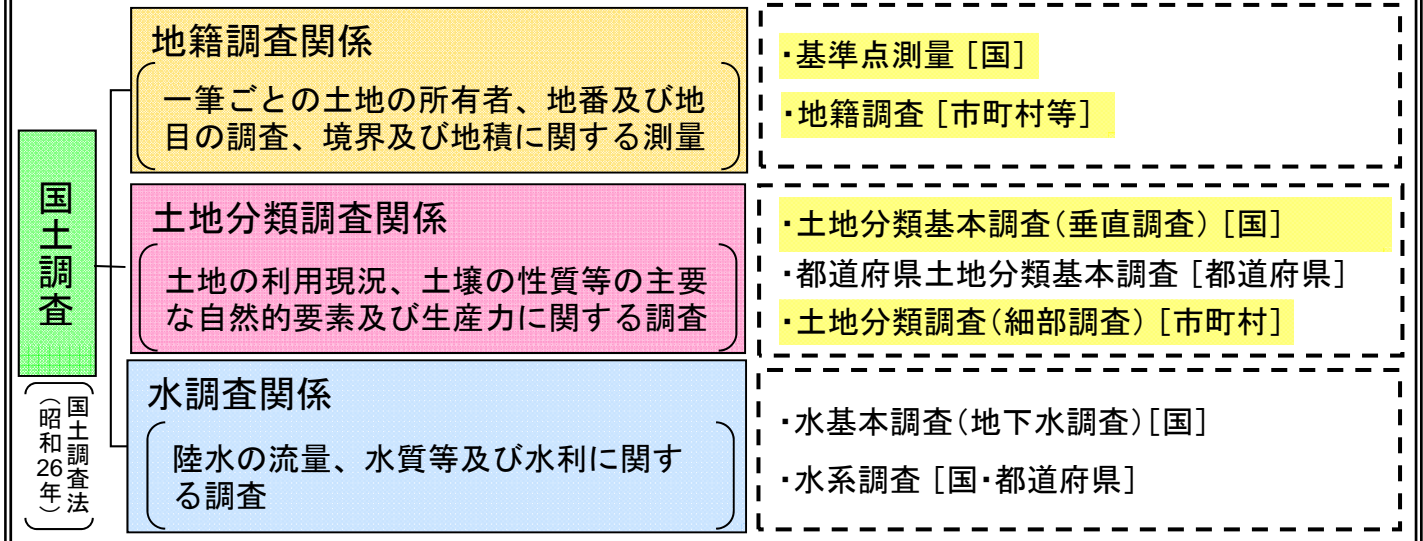 国土調査
国土調査法
（昭和26年）
地籍調査関係
一筆ごとの土地の所有者、地番及び地
目の調査、境界及び地積に関する測量
・基準点測量［国］
・地籍調査［市町村等］
土地分類調査関係
土地の利用現況、土壌の性質等の主要
な自然的要素及び生産力に関する調査
・土地分類基本調査（垂直調査）［国］
・都道府県土地分類基本調査［都道府県］
・土地分類調査（細部調査）［市町村］
水調査関係
陸水の流量、水質等及び水利に関す
る調査
・水基本調査（地下水調査）［国］
・水系調査［国・都道府県］